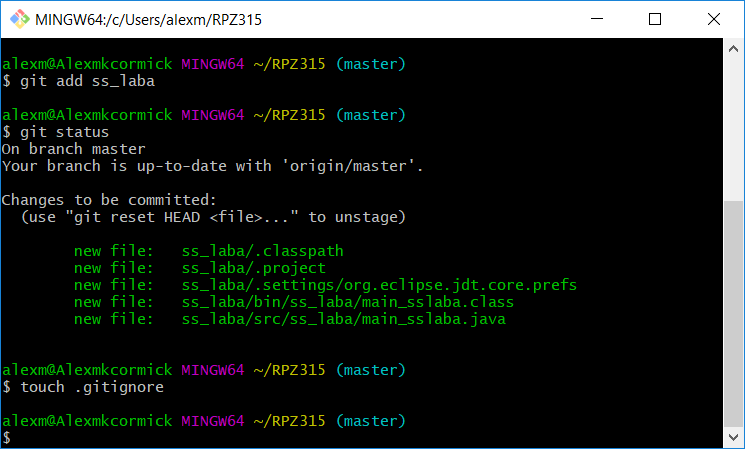 MINGW64:/c/Users/alexm/RPZ315
alexm@Alexmkcormick MINGW64 ~/RPZ315 (master)
$ git add ss_laba
alexm@Alexmkcormick MINGW64 ~/RPZ315 (master)
$ git status
On branch master
Your branch is up-to-date with 'origin/master'.
Changes to be committed:
  (use "git reset HEAD <file>..." to unstage)
        new file:   ss_laba/.classpath
        new file:   ss_laba/.project
        new file:   ss_laba/.settings/org.eclipse.jdt.core.prefs
        new file:   ss_laba/bin/ss_laba/main_sslaba.class
        new file:   ss_laba/src/ss_laba/main_sslaba.java
alexm@Alexmkcormick MINGW64 ~/RPZ315 (master)
$ touch .gitignore
alexm@Alexmkcormick MINGW64 ~/RPZ315 (master)
$